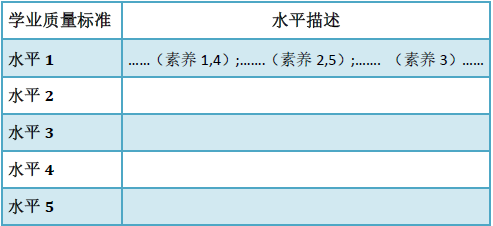 学业质量标准 水平描述
水平 1 ……（素养 1,4）;…….（素养 2,5）;……. （素养 3）……
水平 2
水平 3
水平 4
水平 5